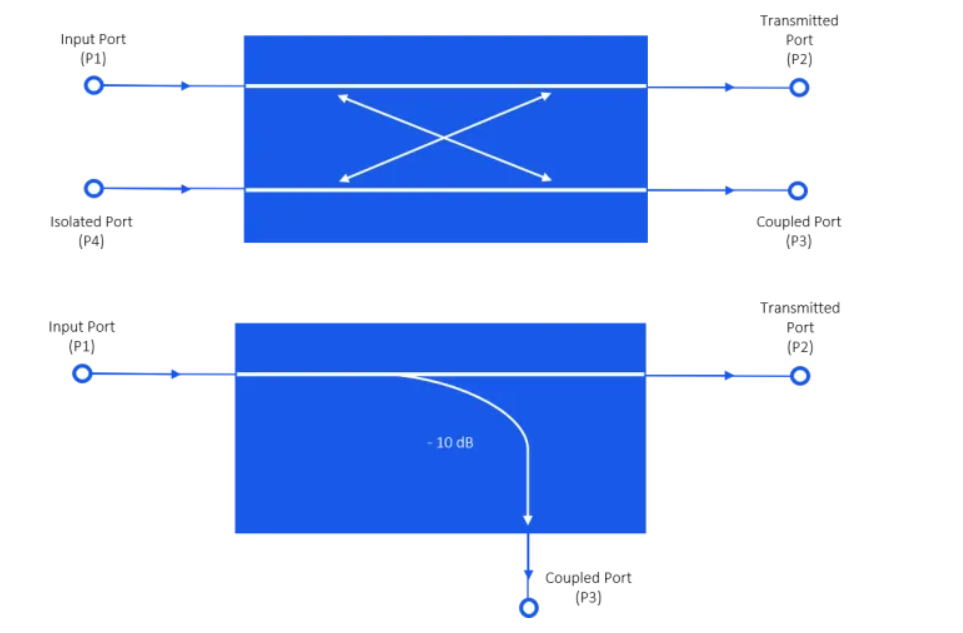 Input Port
(P1)
Transmitted
Port
(P2)
Isolated Port
(P4)
Coupled Port
(P3)
Input Port
(P1)
Transmitted
Port
(P2)
- 10 dB
Coupled Port
(P3)